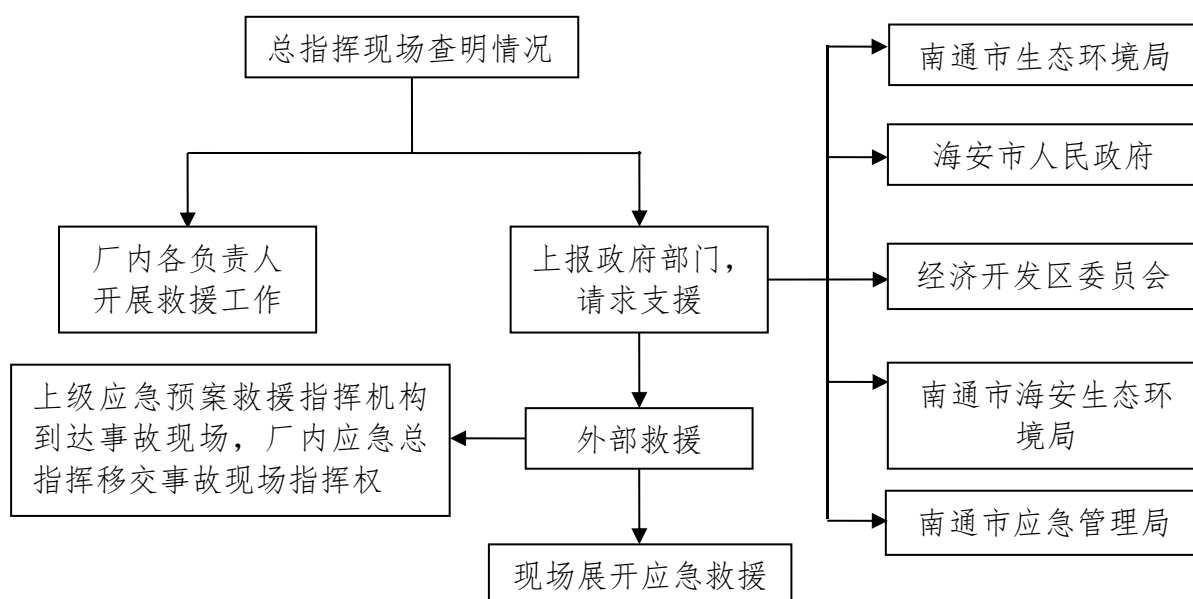 总指挥现场查明情况
南通市生态环境局
海安市人民政府
厂内各负责人
开展救援工作
上报政府部门，
请求支援
经济开发区委员会
上级应急预案救援指挥机构
到达事故现场，厂内应急总
指挥移交事故现场指挥权
外部救援
南通市海安生态环
境局
南通市应急管理局
现场展开应急救援